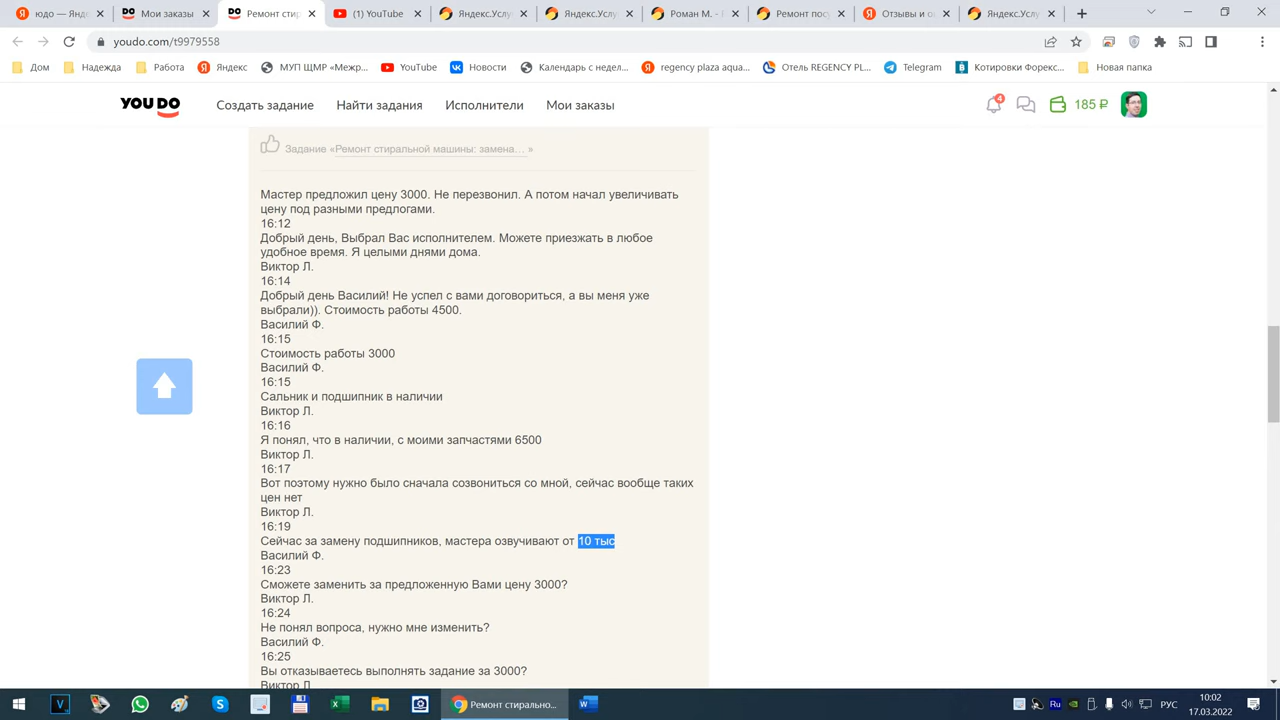 юдо — Янд
Мои заказы
Ремонт сти
(1) YouTube
Яндекс.Услу
Яндекс.Услу
Роман М. -
Ремонт посу
Отзывы и о
Яндекс.Усл
youdo.com/t9979558
Дом
Надежда
Работа
Яндекс
МУП ЩМР «Межр...
YouTube
Новости
Календарь с недел...
regency plaza aqua...
Отель REGENCY PL...
Telegram
Котировки Форекс...
Новая папка
YOU DO
Создать задание
Найти задания
Исполнители
Мои заказы
4
185 ₽
Задание «Ремонт стиральной машины: замена... »
Мастер предложил цену 3000. Не перезвонил. А потом начал увеличивать
цену под разными предлогами.
16:12
Добрый день, Выбрал Вас исполнителем. Можете приезжать в любое
удобное время. Я целыми днями дома.
Виктор Л.
16:14
Добрый день Василий! Не успел с вами договориться, а вы меня уже
выбрали)). Стоимость работы 4500.
Василий Ф.
16:15
Стоимость работы 3000
Василий Ф.
16:15
Сальник и подшипник в наличии
Виктор Л.
16:16
Я понял, что в наличии, с моими запчастями 6500
Виктор Л.
16:17
Вот поэтому нужно было сначала созвониться со мной, сейчас вообще таких
цен нет
Виктор Л.
16:19
Сейчас за замену подшипников, мастера озвучивают от 10 тыс
Василий Ф.
16:23
Сможете заменить за предложенную Вами цену 3000?
Виктор Л.
16:24
Не понял вопроса, нужно мне изменить?
Василий Ф.
16:25
Вы отказываетесь выполнять задание за 3000?
Виктор Л
Ремонт стирально...
Ru
РУС
10:02
17.03.2022